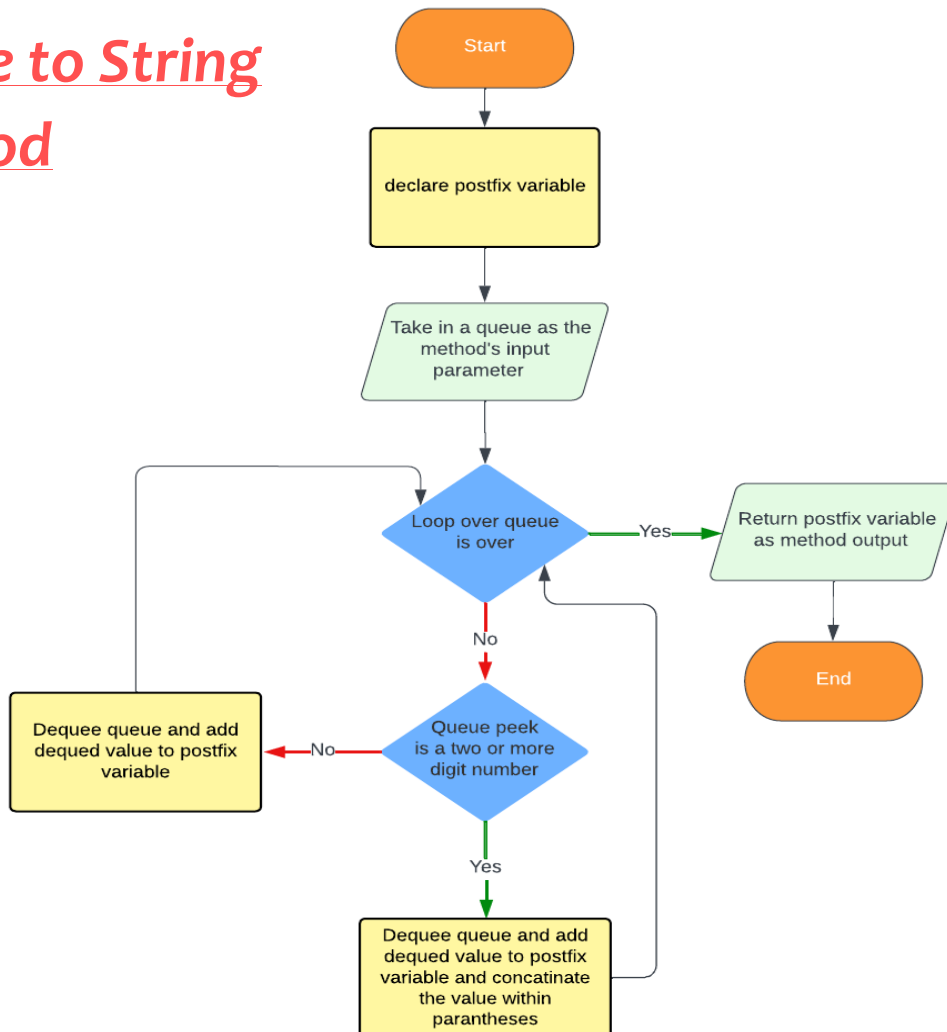 e to String
od
Start
declare postfix variable
Take in a queue as the
method's input
parameter
Loop over queue
is over
Yes
Return postfix variable
as method output
No
End
Queue peek
is a two or more
digit number
No
Dequee queue and add
dequed value to postfix
variable
Yes
Dequee queue and add
dequed value to postfix
variable and concatinate
the value within
parantheses